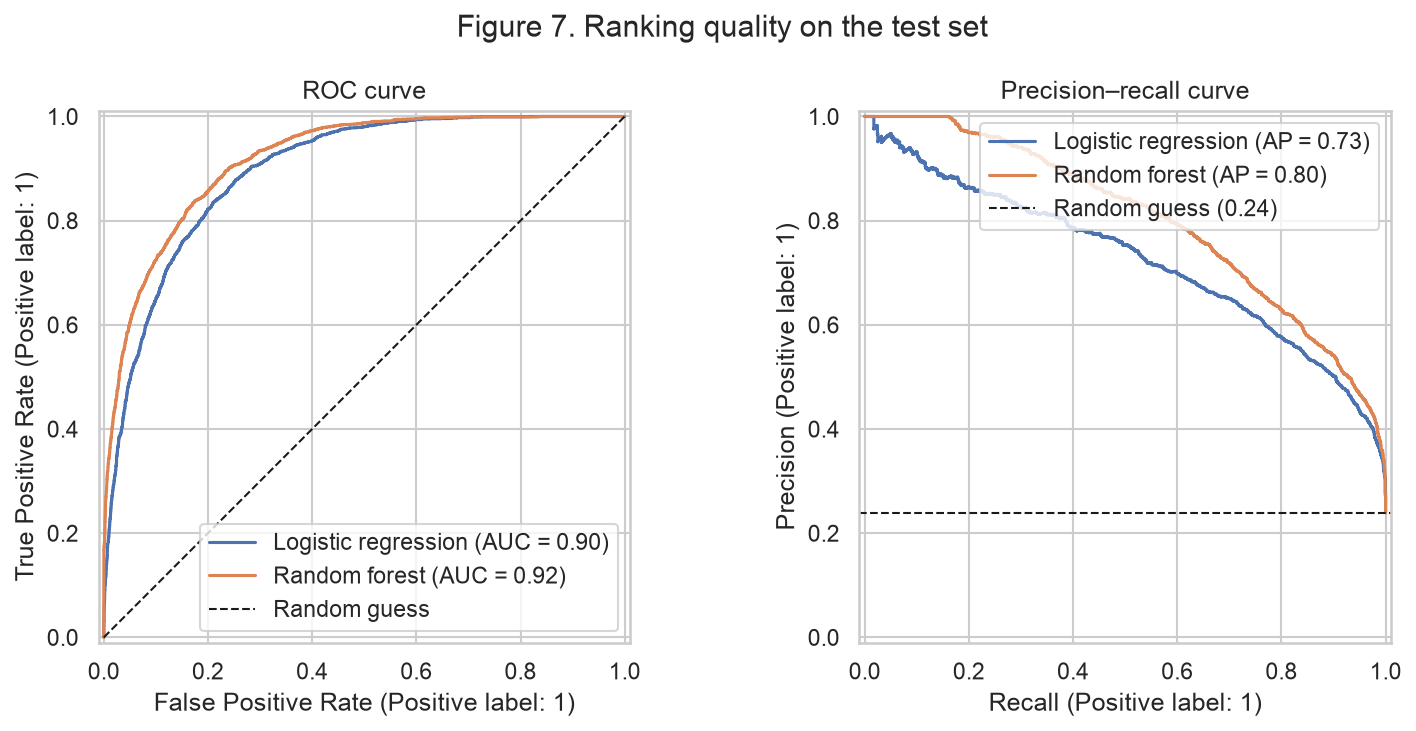 Figure 7. Ranking quality on the test set
ROC curve
True Positive Rate (Positive label: 1)
1.0
0.8
0.6
0.4
0.2
0.0
Logistic regression (AUC = 0.90)
Random forest (AUC = 0.92)
Random guess
0.0 0.2 0.4 0.6 0.8 1.0
False Positive Rate (Positive label: 1)
Precision–recall curve
Precision (Positive label: 1)
1.0
0.8
0.6
0.4
0.2
0.0
Logistic regression (AP = 0.73)
Random forest (AP = 0.80)
Random guess (0.24)
0.0 0.2 0.4 0.6 0.8 1.0
Recall (Positive label: 1)